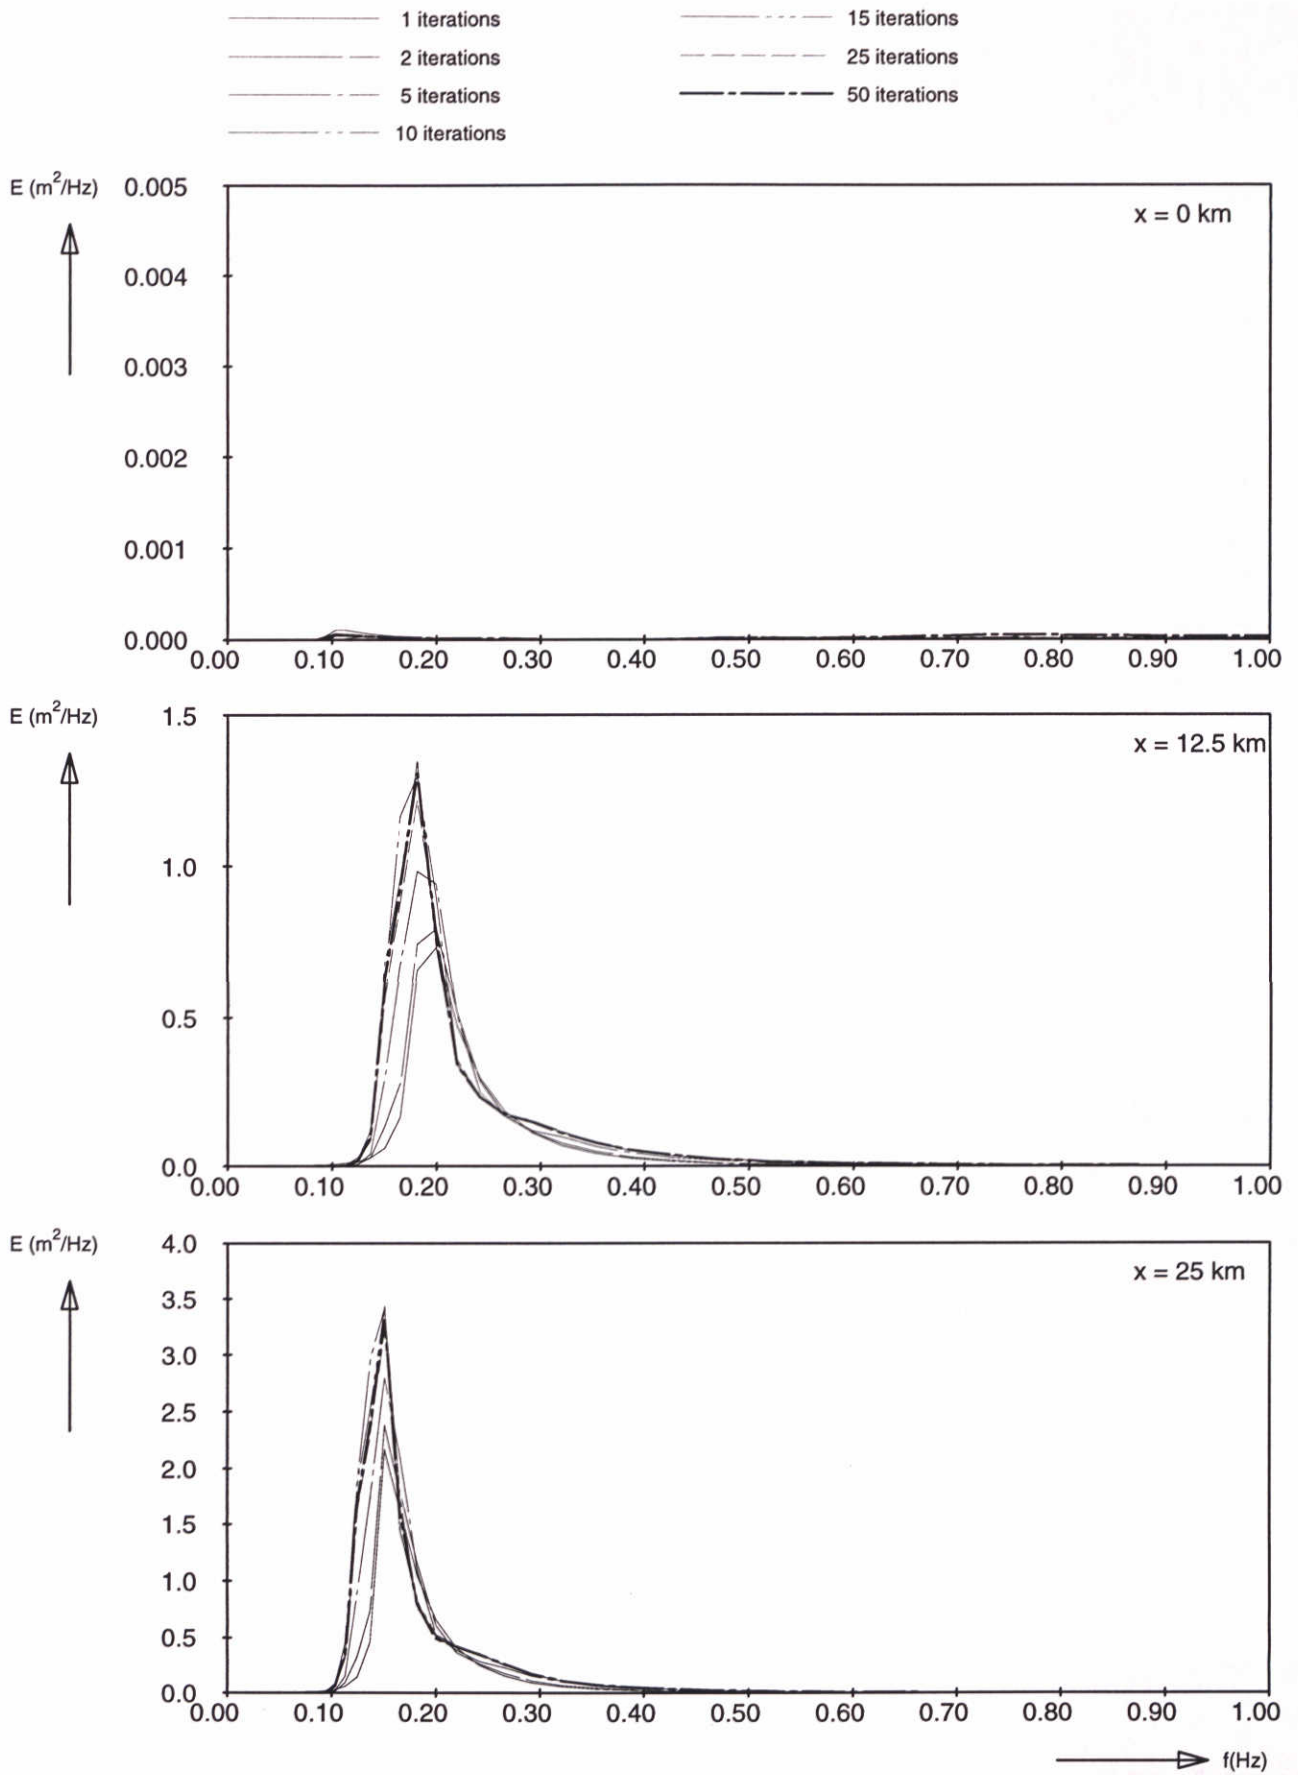 1 iterations
2 iterations
5 iterations
10 iterations
15 iterations
25 iterations
50 iterations
E (m²/Hz)
0.005
0.004
0.003
0.002
0.001
0.000
x = 0 km
0.00 0.10 0.20 0.30 0.40 0.50 0.60 0.70 0.80 0.90 1.00
E (m²/Hz)
1.5
1.0
0.5
0.0
x = 12.5 km
0.00 0.10 0.20 0.30 0.40 0.50 0.60 0.70 0.80 0.90 1.00
E (m²/Hz)
4.0
3.5
3.0
2.5
2.0
1.5
1.0
0.5
0.0
x = 25 km
0.00 0.10 0.20 0.30 0.40 0.50 0.60 0.70 0.80 0.90 1.00
f(Hz)